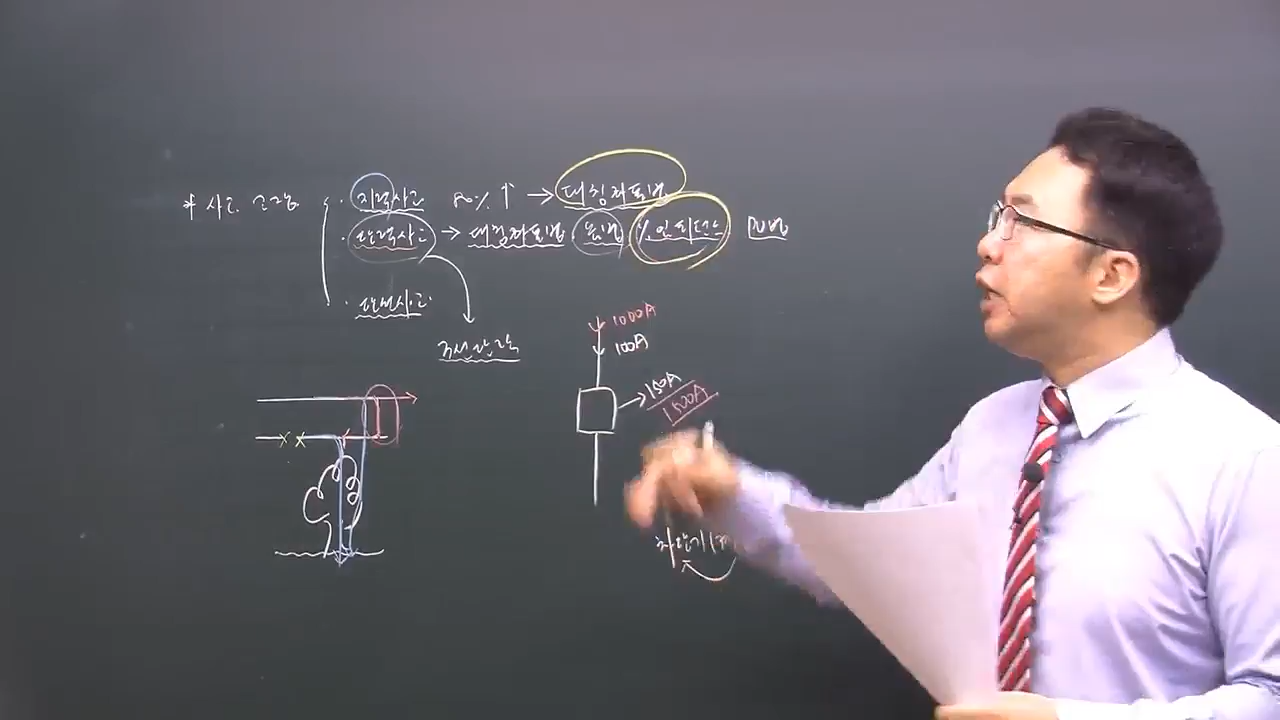 * 사고 고장
· 지락사고 80% ↑ → 대칭좌표법
· 단락사고 → 대칭좌표법 옴법 %임피던스 PU법
· 단선사고
3상단락
1000A
100A
150A
1500A
차단기